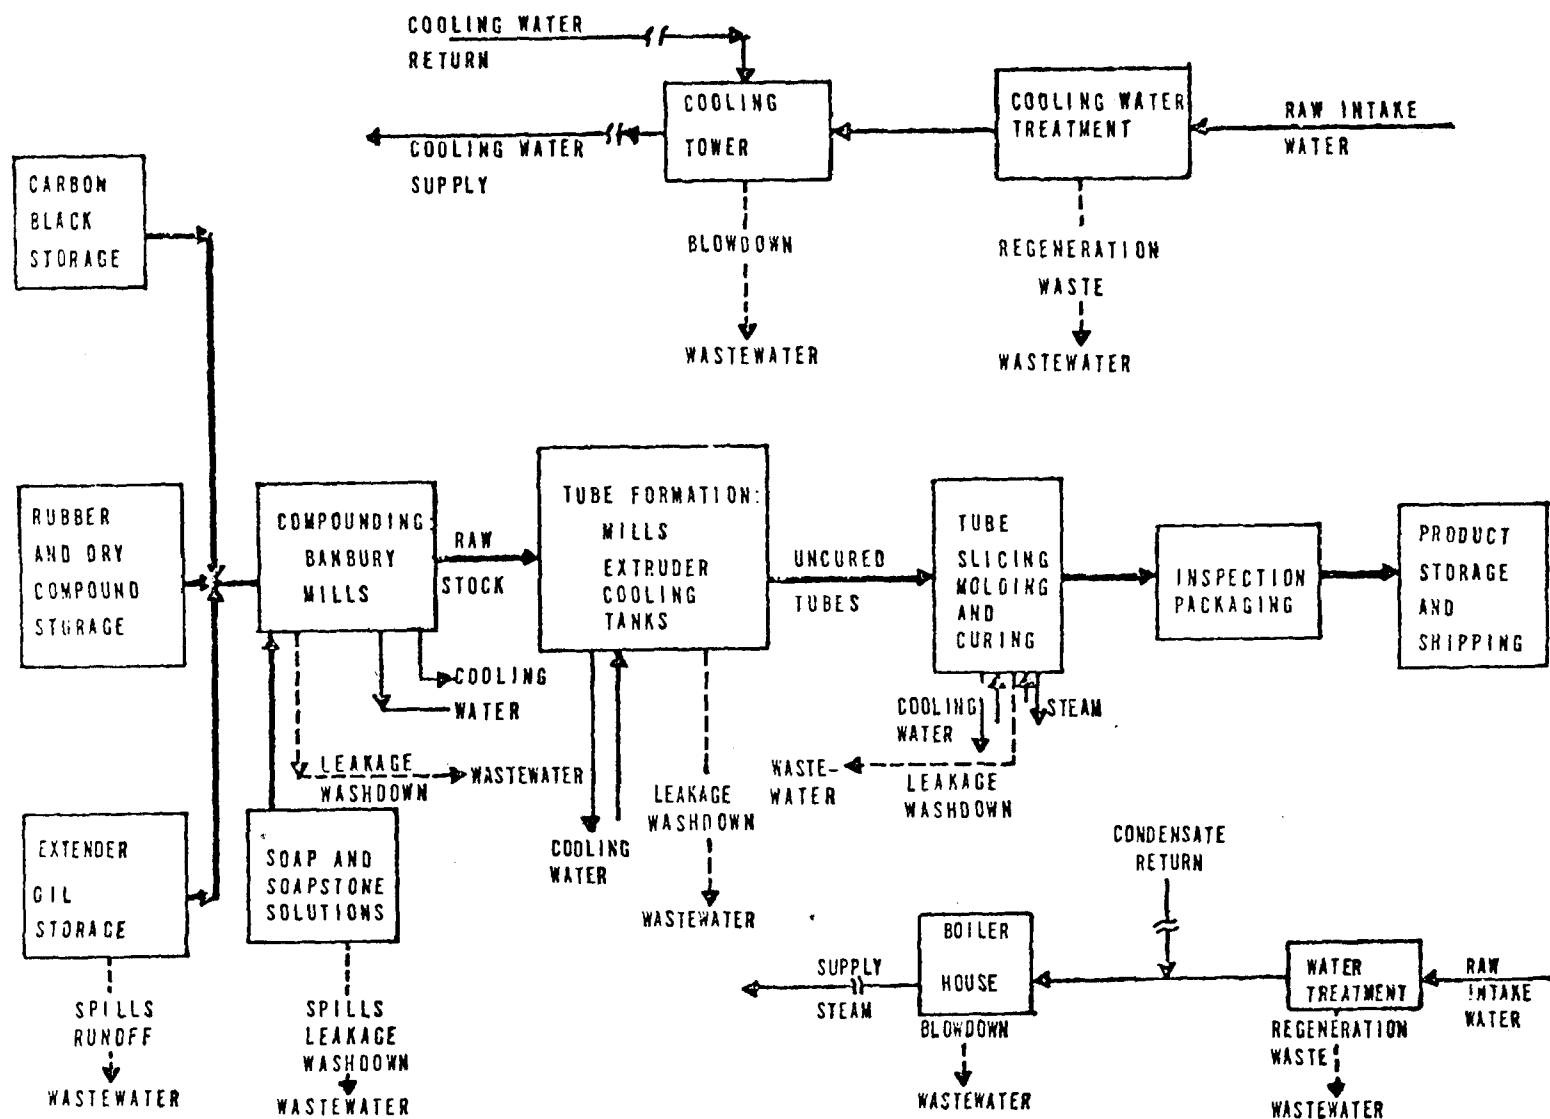 COOLING WATER
RETURN
COOLING
TOWER
COOLING WATER
TREATMENT
RAW INTAKE
WATER
COOLING WATER
SUPPLY
BLOWDOWN
WASTEWATER
REGENERATION
WASTE
WASTEWATER
CARBON
BLACK
STORAGE
RUBBER
AND DRY
COMPOUND
STORAGE
EXTENDER
OIL
STORAGE
SPILLS
RUNOFF
WASTEWATER
COMPOUNDING:
BANBURY
MILLS
RAW
STOCK
COOLING
WATER
LEAKAGE
WASHDOWN
WASTEWATER
SOAP AND
SOAPSTONE
SOLUTIONS
SPILLS
LEAKAGE
WASHDOWN
WASTEWATER
TUBE FORMATION:
MILLS
EXTRUDER
COOLING
TANKS
COOLING
WATER
LEAKAGE
WASHDOWN
WASTEWATER
UNCURED
TUBES
TUBE
SLICING
MOLDING
AND
CURING
COOLING
WATER
STEAM
WASTE-
WATER
LEAKAGE
WASHDOWN
INSPECTION
PACKAGING
PRODUCT
STORAGE
AND
SHIPPING
CONDENSATE
RETURN
SUPPLY
STEAM
BOILER
HOUSE
BLOWDOWN
WASTEWATER
WATER
TREATMENT
RAW
INTAKE
WATER
REGENERATION
WASTE
WASTEWATER